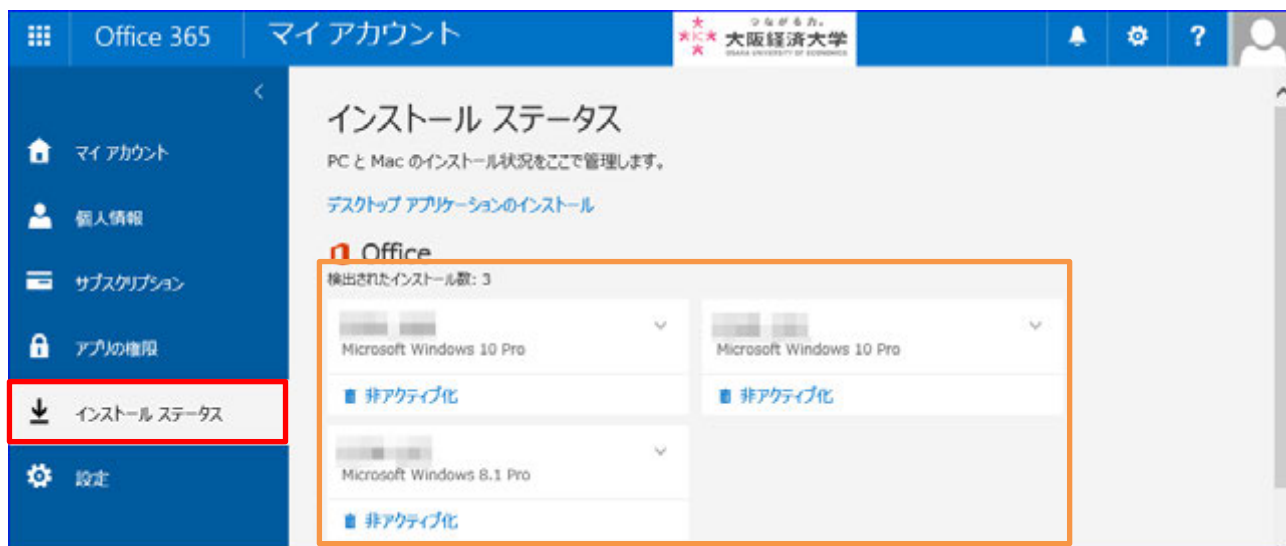 Office 365
マイ アカウント
つながる力。
大阪経済大学
OSAKA UNIVERSITY OF ECONOMICS
?
マイ アカウント
個人情報
サブスクリプション
アプリの権限
インストール ステータス
設定
インストール ステータス
PC と Mac のインストール状況をここで管理します。
デスクトップ アプリケーションのインストール
Office
検出されたインストール数: 3
Microsoft Windows 10 Pro
非アクティブ化
Microsoft Windows 10 Pro
非アクティブ化
Microsoft Windows 8.1 Pro
非アクティブ化